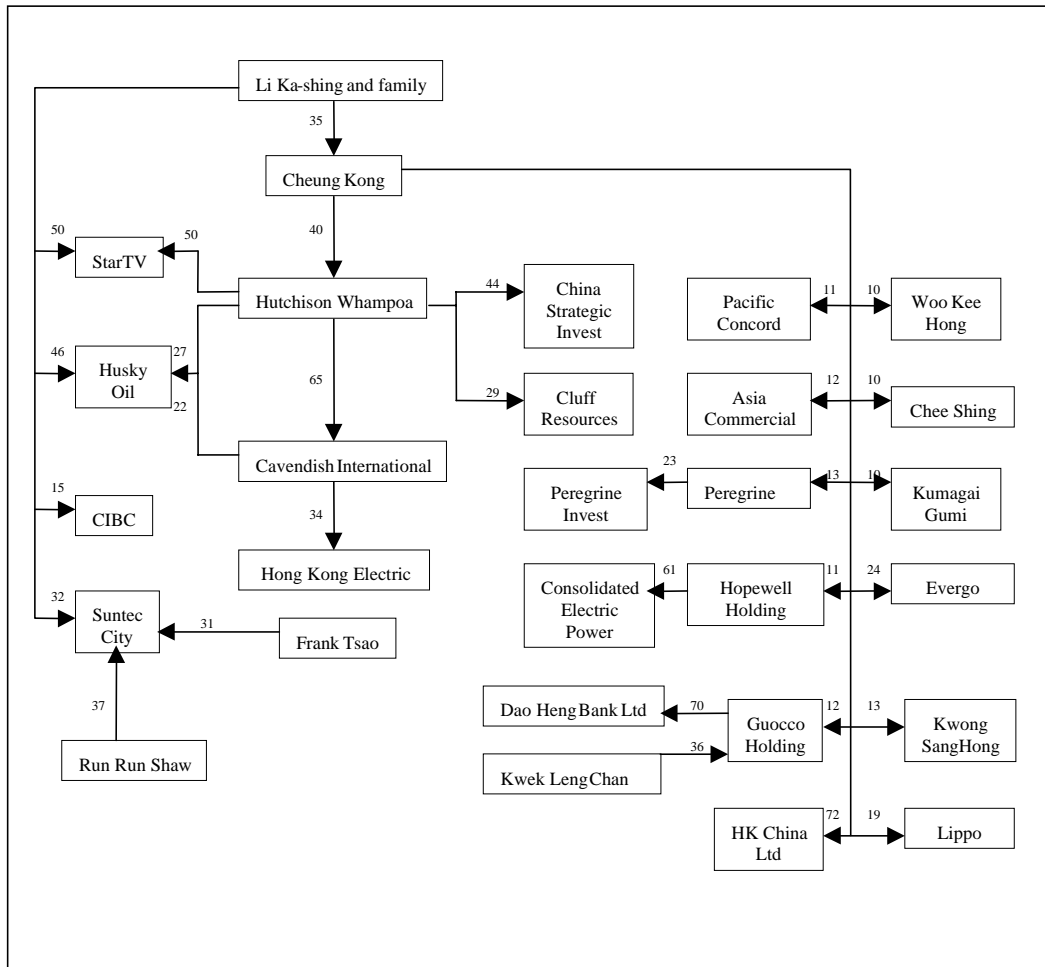 Li Ka-shing and family
35
Cheung Kong
40
50
50
StarTV
Hutchison Whampoa
44
China
Strategic
Invest
11
10
Pacific
Concord
Woo Kee
Hong
46
27
Husky
Oil
22
65
29
Cluff
Resources
12
10
Asia
Commercial
Chee Shing
Cavendish International
23
13
10
Peregrine
Invest
Peregrine
Kumagai
Gumi
15
CIBC
34
Hong Kong Electric
61
11
24
Consolidated
Electric
Power
Hopewell
Holding
Evergo
32
Suntec
City
31
Frank Tsao
37
Run Run Shaw
Dao Heng Bank Ltd
70
12
13
Guocco
Holding
Kwong
SangHong
36
Kwek Leng Chan
72
19
HK China
Ltd
Lippo